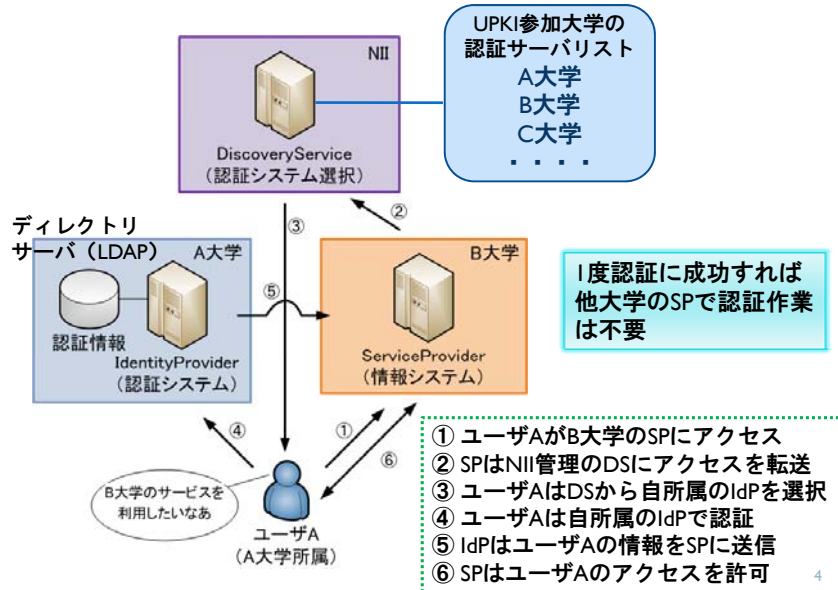 UPKI参加大学の
認証サーバリスト
A大学
B大学
C大学
・・・・
NII
DiscoveryService
(認証システム選択)
②
③
ディレクトリ
サーバ(LDAP)
A大学
認証情報
IdentityProvider
(認証システム)
⑤
B大学
ServiceProvider
(情報システム)
1度認証に成功すれば
他大学のSPで認証作業
は不要
④
①
⑥
B大学のサービスを
利用したいなあ
ユーザA
(A大学所属)
① ユーザAがB大学のSPにアクセス
② SPはNII管理のDSにアクセスを転送
③ ユーザAはDSから自所属のIdPを選択
④ ユーザAは自所属のIdPで認証
⑤ IdPはユーザAの情報をSPに送信
⑥ SPはユーザAのアクセスを許可
4